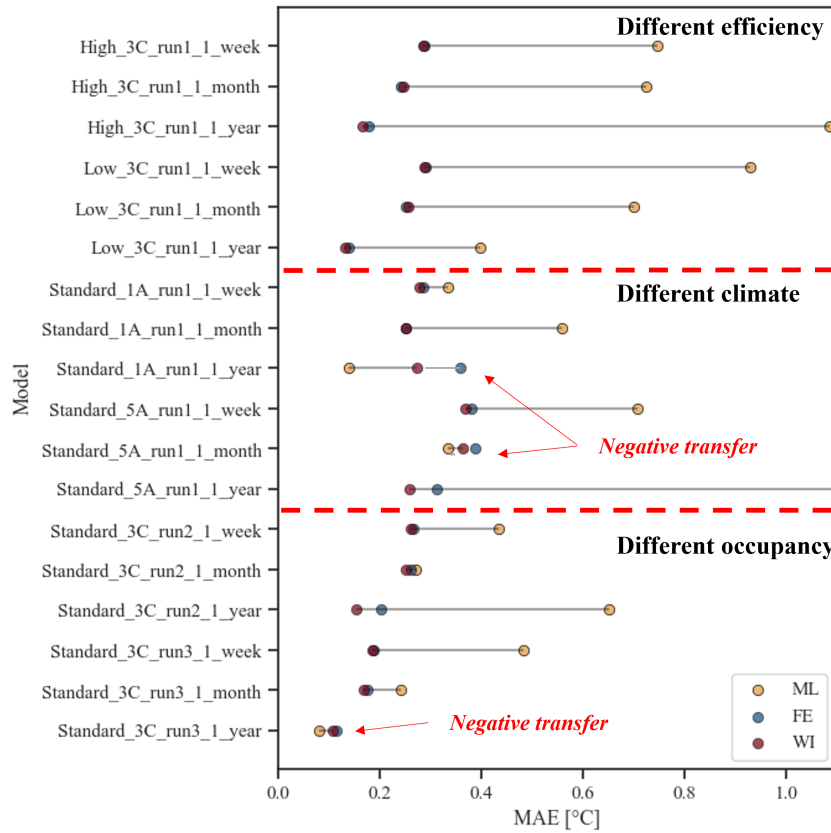 Different efficiency
High_3C_run1_1_week
High_3C_run1_1_month
High_3C_run1_1_year
Low_3C_run1_1_week
Low_3C_run1_1_month
Low_3C_run1_1_year
Different climate
Standard_1A_run1_1_week
Standard_1A_run1_1_month
Standard_1A_run1_1_year
Standard_5A_run1_1_week
Standard_5A_run1_1_month
Negative transfer
Standard_5A_run1_1_year
Different occupancy
Standard_3C_run2_1_week
Standard_3C_run2_1_month
Standard_3C_run2_1_year
Standard_3C_run3_1_week
Standard_3C_run3_1_month
Standard_3C_run3_1_year
Negative transfer
Model
ML
FE
WI
0.0 0.2 0.4 0.6 0.8 1.0
MAE [°C]